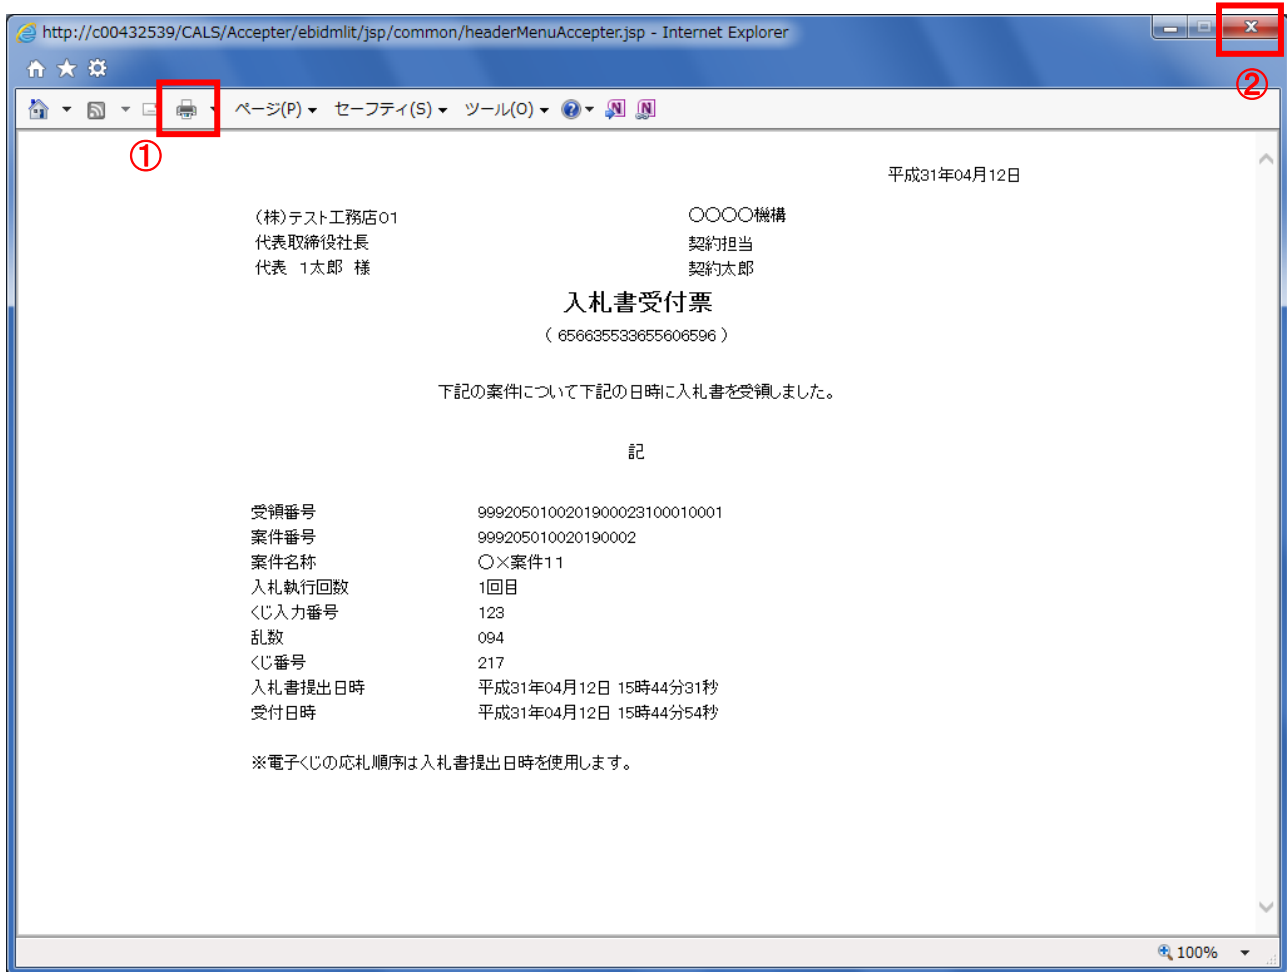 http://c00432539/CALS/Accepter/ebidmlit/jsp/common/headerMenuAccepter.jsp - Internet Explorer
②
ページ(P) セーフティ(S) ツール(O)
①
平成31年04月12日
(株)テスト工務店01 〇〇〇〇機構
代表取締役社長 契約担当
代表 1太郎 様 契約太郎
入札書受付票
( 656635533655606596 )
下記の案件について下記の日時に入札書を受領しました。
記
受領番号 9992050100201900023100010001
案件番号 999205010020190002
案件名称 〇×案件11
入札執行回数 1回目
くじ入力番号 123
乱数 094
くじ番号 217
入札書提出日時 平成31年04月12日 15時44分31秒
受付日時 平成31年04月12日 15時44分54秒
※電子くじの応札順序は入札書提出日時を使用します。
100%